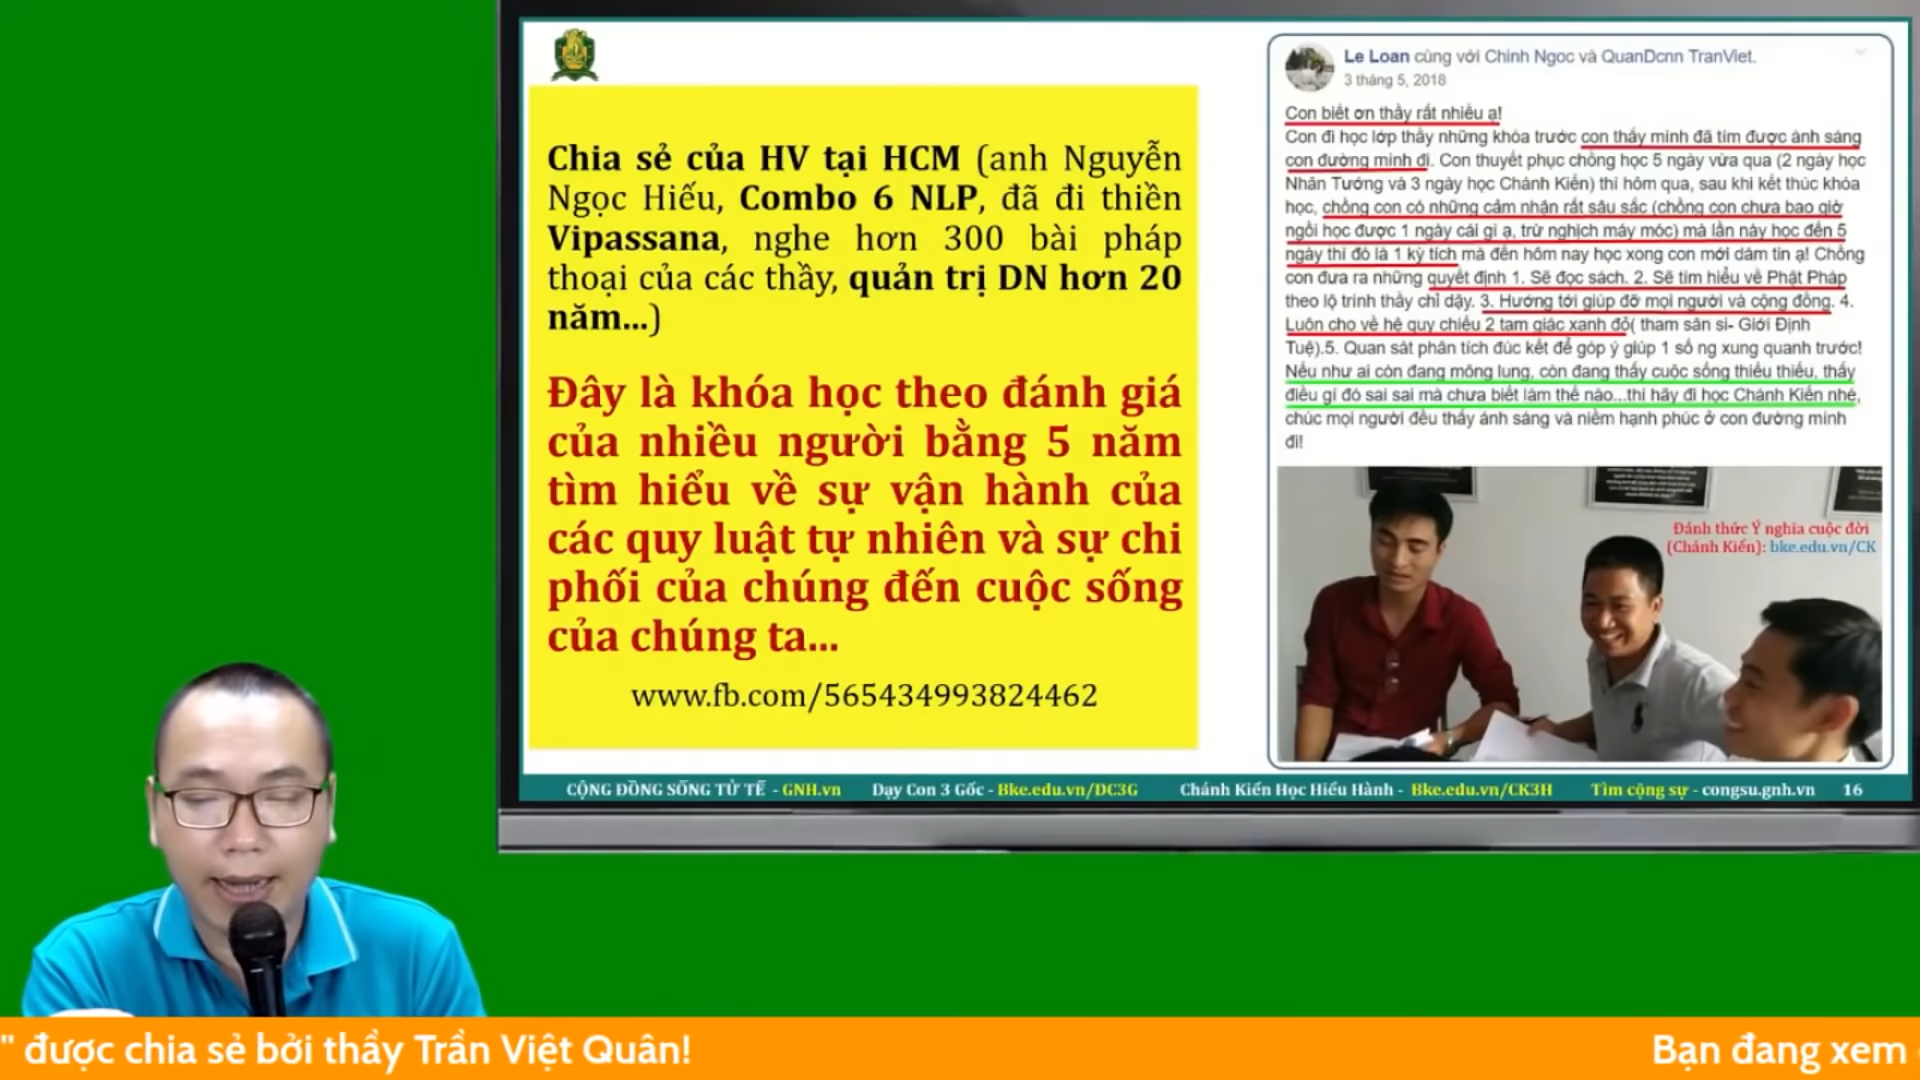 Chia sẻ của HV tại HCM (anh Nguyễn
Ngọc Hiếu, Combo 6 NLP, đã đi thiền
Vipassana, nghe hơn 300 bài pháp
thoại của các thầy, quản trị DN hơn 20
năm...)
Đây là khóa học theo đánh giá
của nhiều người bằng 5 năm
tìm hiểu về sự vận hành của
các quy luật tự nhiên và sự chi
phối của chúng đến cuộc sống
của chúng ta...
www.fb.com/565434993824462
Le Loan cùng với Chinh Ngoc và QuanDcnn TranViet.
3 tháng 5, 2018
Con biết ơn thầy rất nhiều ạ!
Con đi học lớp thầy những khóa trước con thấy mình đã tìm được ánh sáng
con đường mình đi. Con thuyết phục chồng học 5 ngày vừa qua (2 ngày học
Nhân Tướng và 3 ngày học Chánh Kiến) thì hôm qua, sau khi kết thúc khóa
học, chồng con có những cảm nhận rất sâu sắc (chồng con chưa bao giờ
ngồi học được 1 ngày cái gì ạ, trừ nghịch máy móc) mà lần này học đến 5
ngày thì đó là 1 kỳ tích mà đến hôm nay học xong con mới dám tin ạ! Chồng
con đưa ra những quyết định 1. Sẽ đọc sách. 2. Sẽ tìm hiểu về Phật Pháp
theo lộ trình thầy chỉ dậy. 3. Hướng tới giúp đỡ mọi người và cộng đồng. 4.
Luôn cho về hệ quy chiếu 2 tam giác xanh đỏ( tham sân si- Giới Định
Tuệ).5. Quan sát phân tích đúc kết để góp ý giúp 1 số ng xung quanh trước!
Nếu như ai còn đang mông lung, còn đang thấy cuộc sống thiếu thiếu, thấy
điều gì đó sai sai mà chưa biết làm thế nào...thì hãy đi học Chánh Kiến nhé,
chúc mọi người đều thấy ánh sáng và niềm hạnh phúc ở con đường mình
đi!
Đánh thức Ý nghĩa cuộc đời
(Chánh Kiến): bke.edu.vn/CK
CỘNG ĐỒNG SỐNG TỬ TẾ - GNH.vn Dạy Con 3 Gốc - Bke.edu.vn/DC3G Chánh Kiến Học Hiểu Hành - Bke.edu.vn/CK3H Tìm cộng sự - congsu.gnh.vn 16
" được chia sẻ bởi thầy Trần Việt Quân! Bạn đang xem